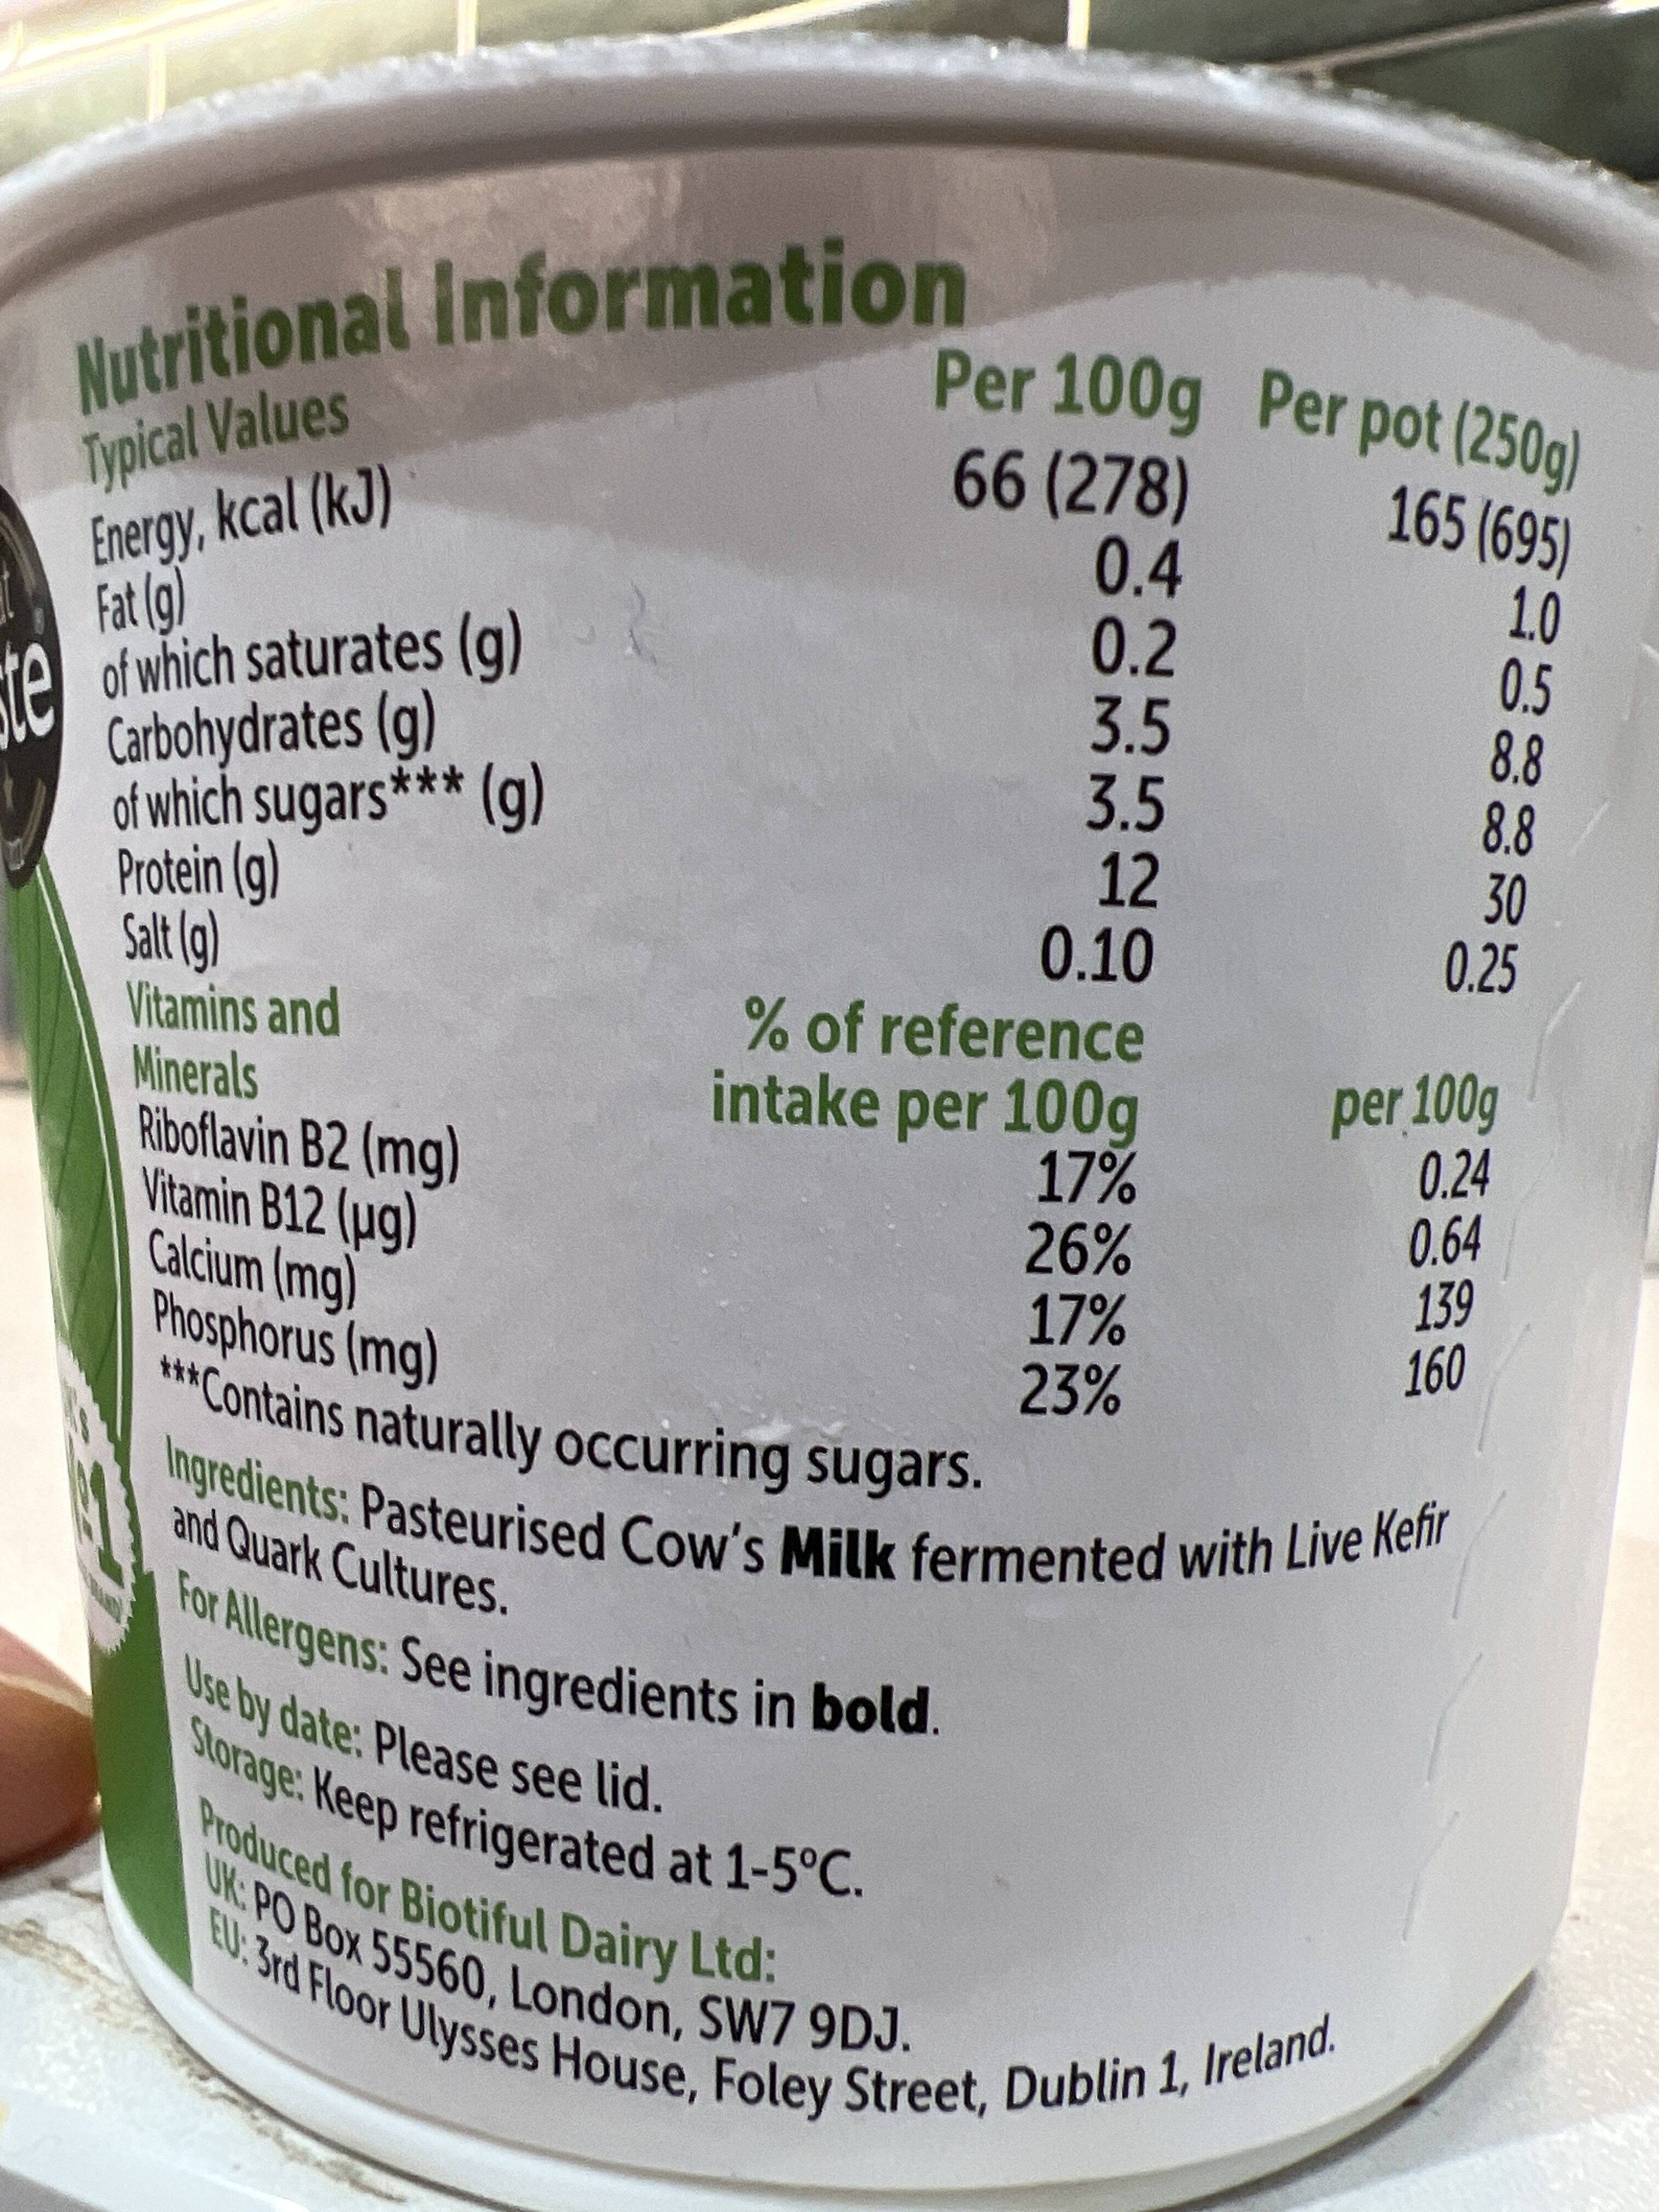 Nutritional Information
Typical Values Per 100g Per pot (250g)
Energy, kcal (kJ) 66 (278) 165 (695)
Fat (g) 0.4 1.0
of which saturates (g) 0.2 0.5
Carbohydrates (g) 3.5 8.8
of which sugars*** (g) 3.5 8.8
Protein (g) 12 30
Salt (g) 0.10 0.25
Vitamins and % of reference
Minerals intake per 100g per 100g
Riboflavin B2 (mg) 17% 0.24
Vitamin B12 (µg) 26% 0.64
Calcium (mg) 17% 139
Phosphorus (mg) 23% 160
***Contains naturally occurring sugars.
Ingredients: Pasteurised Cow's Milk fermented with Live Kefir
and Quark Cultures.
For Allergens: See ingredients in bold.
Use by date: Please see lid.
Storage: Keep refrigerated at 1-5°C.
Produced for Biotiful Dairy Ltd:
UK: PO Box 55560, London, SW7 9DJ.
EU: 3rd Floor Ulysses House, Foley Street, Dublin 1, Ireland.